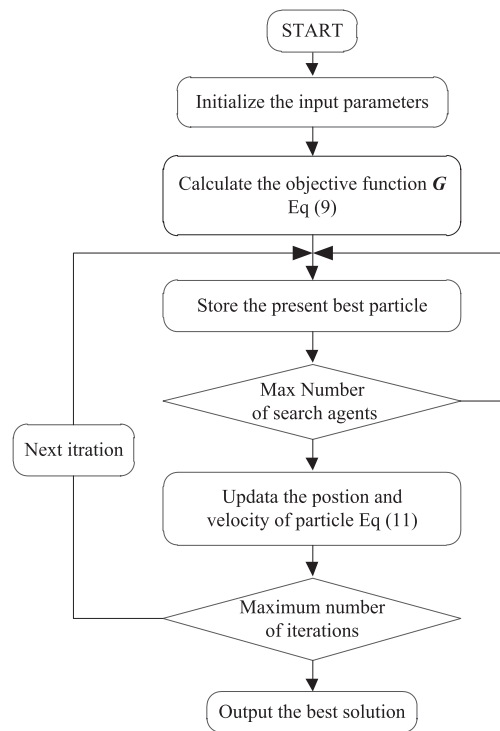 START
Initialize the input parameters
Calculate the objective function G
Eq (9)
Store the present best particle
Max Number
of search agents
Next itration
Updata the postion and
velocity of particle Eq (11)
Maximum number
of iterations
Output the best solution